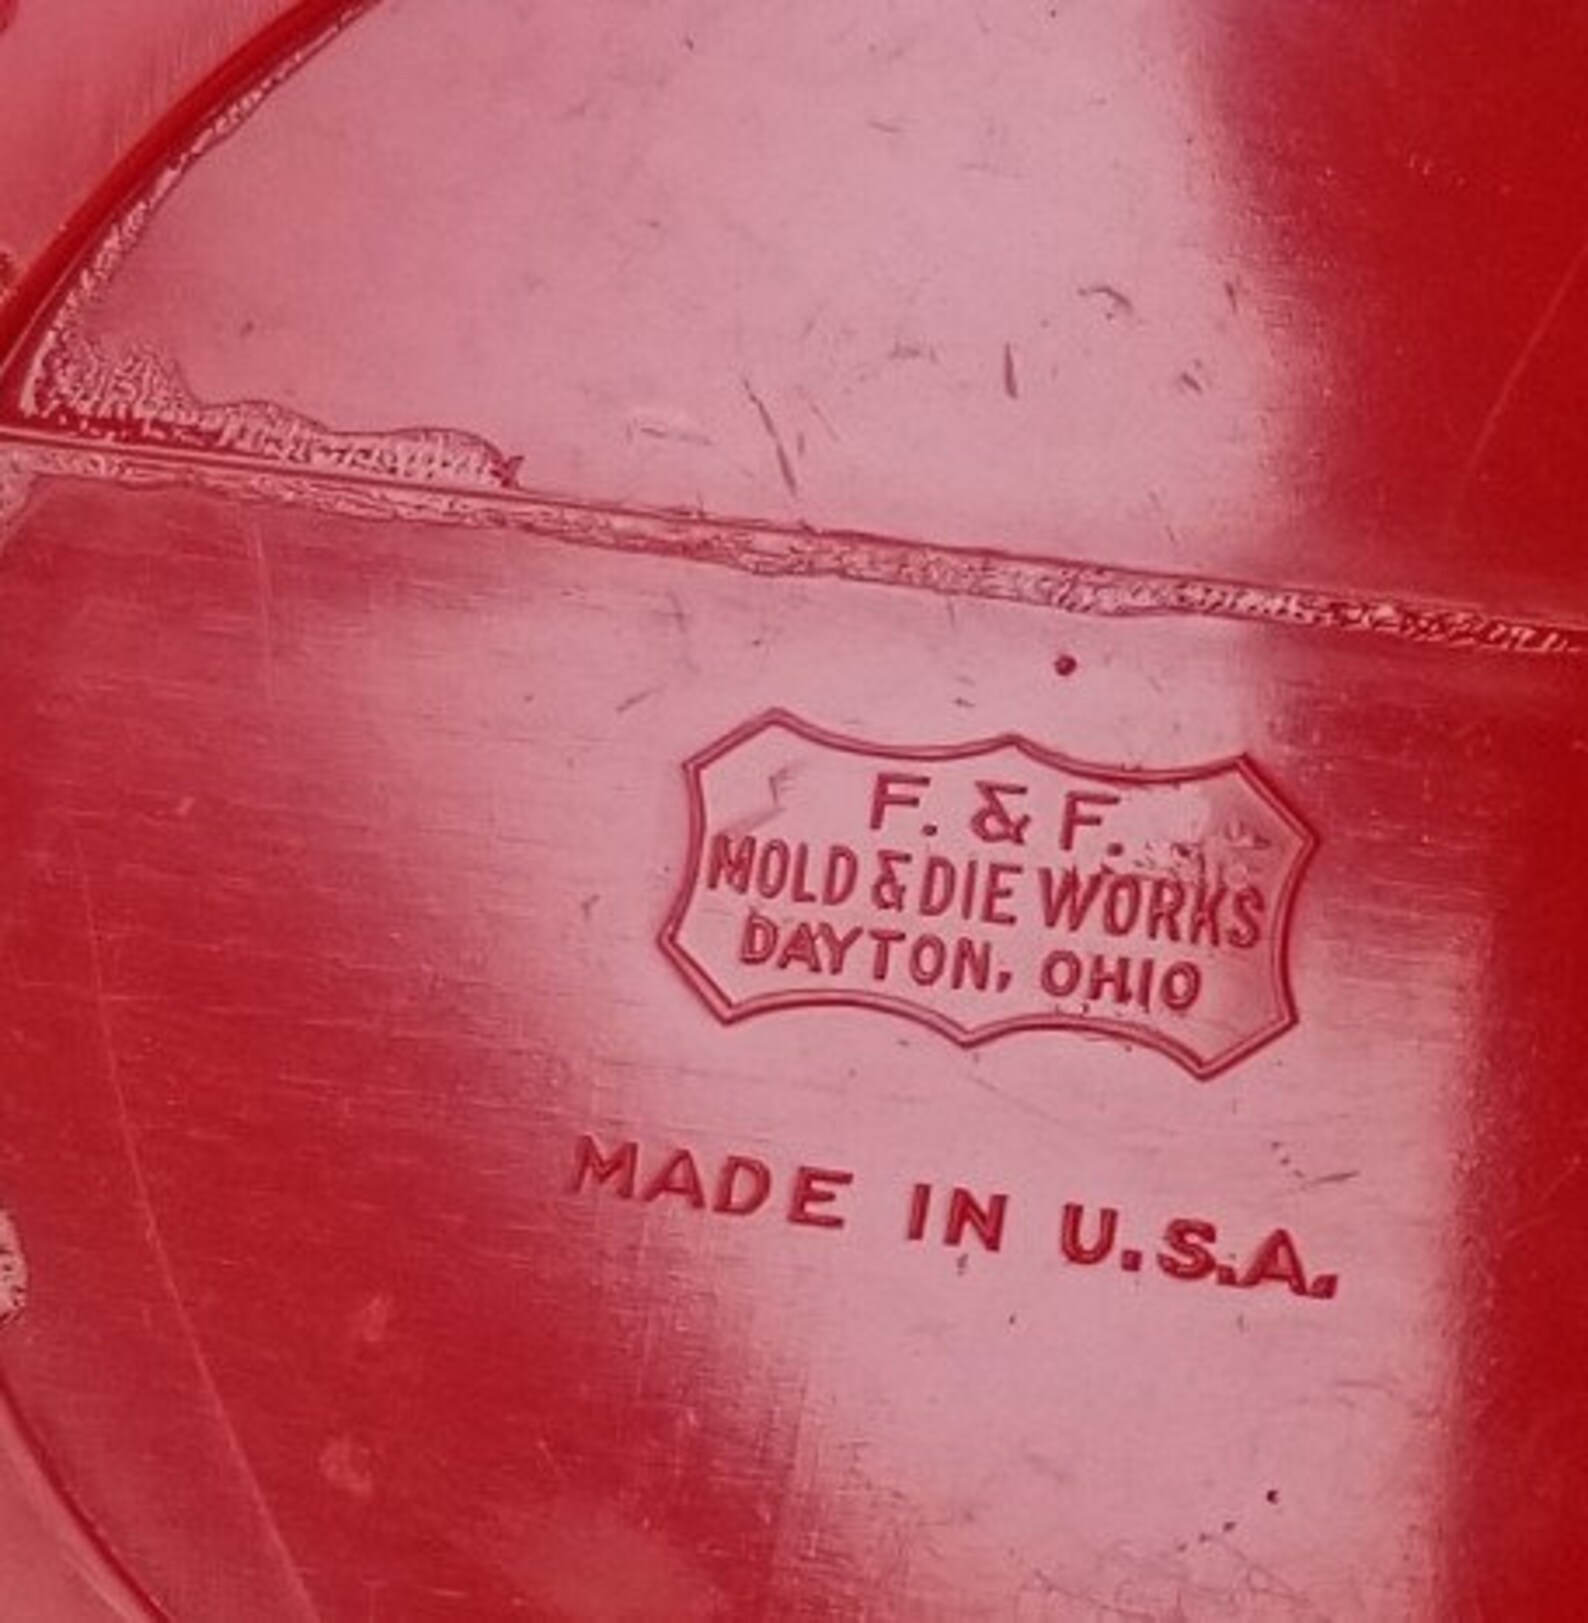 F. & F.
MOLD & DIE WORKS
DAYTON, OHIO
MADE IN U.S.A.